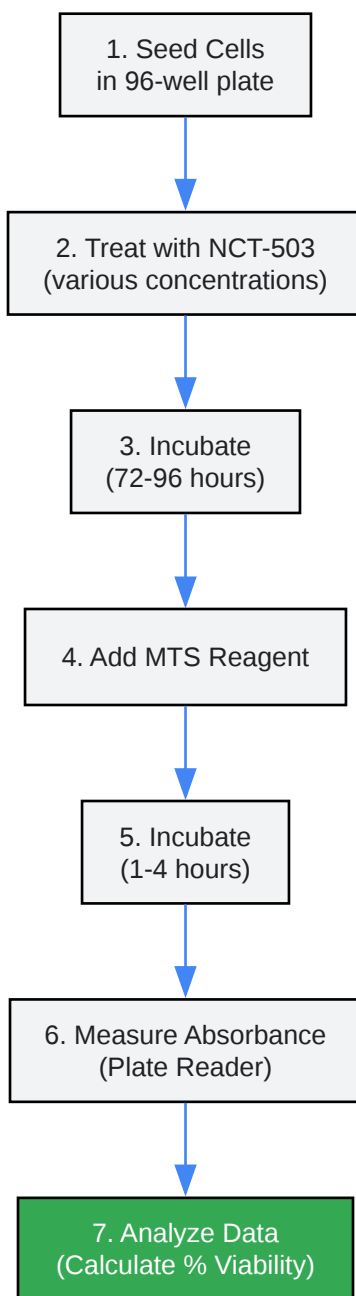 1. Seed Cells
in 96-well plate
2. Treat with NCT-503
(various concentrations)
3. Incubate
(72-96 hours)
4. Add MTS Reagent
5. Incubate
(1-4 hours)
6. Measure Absorbance
(Plate Reader)
7. Analyze Data
(Calculate % Viability)